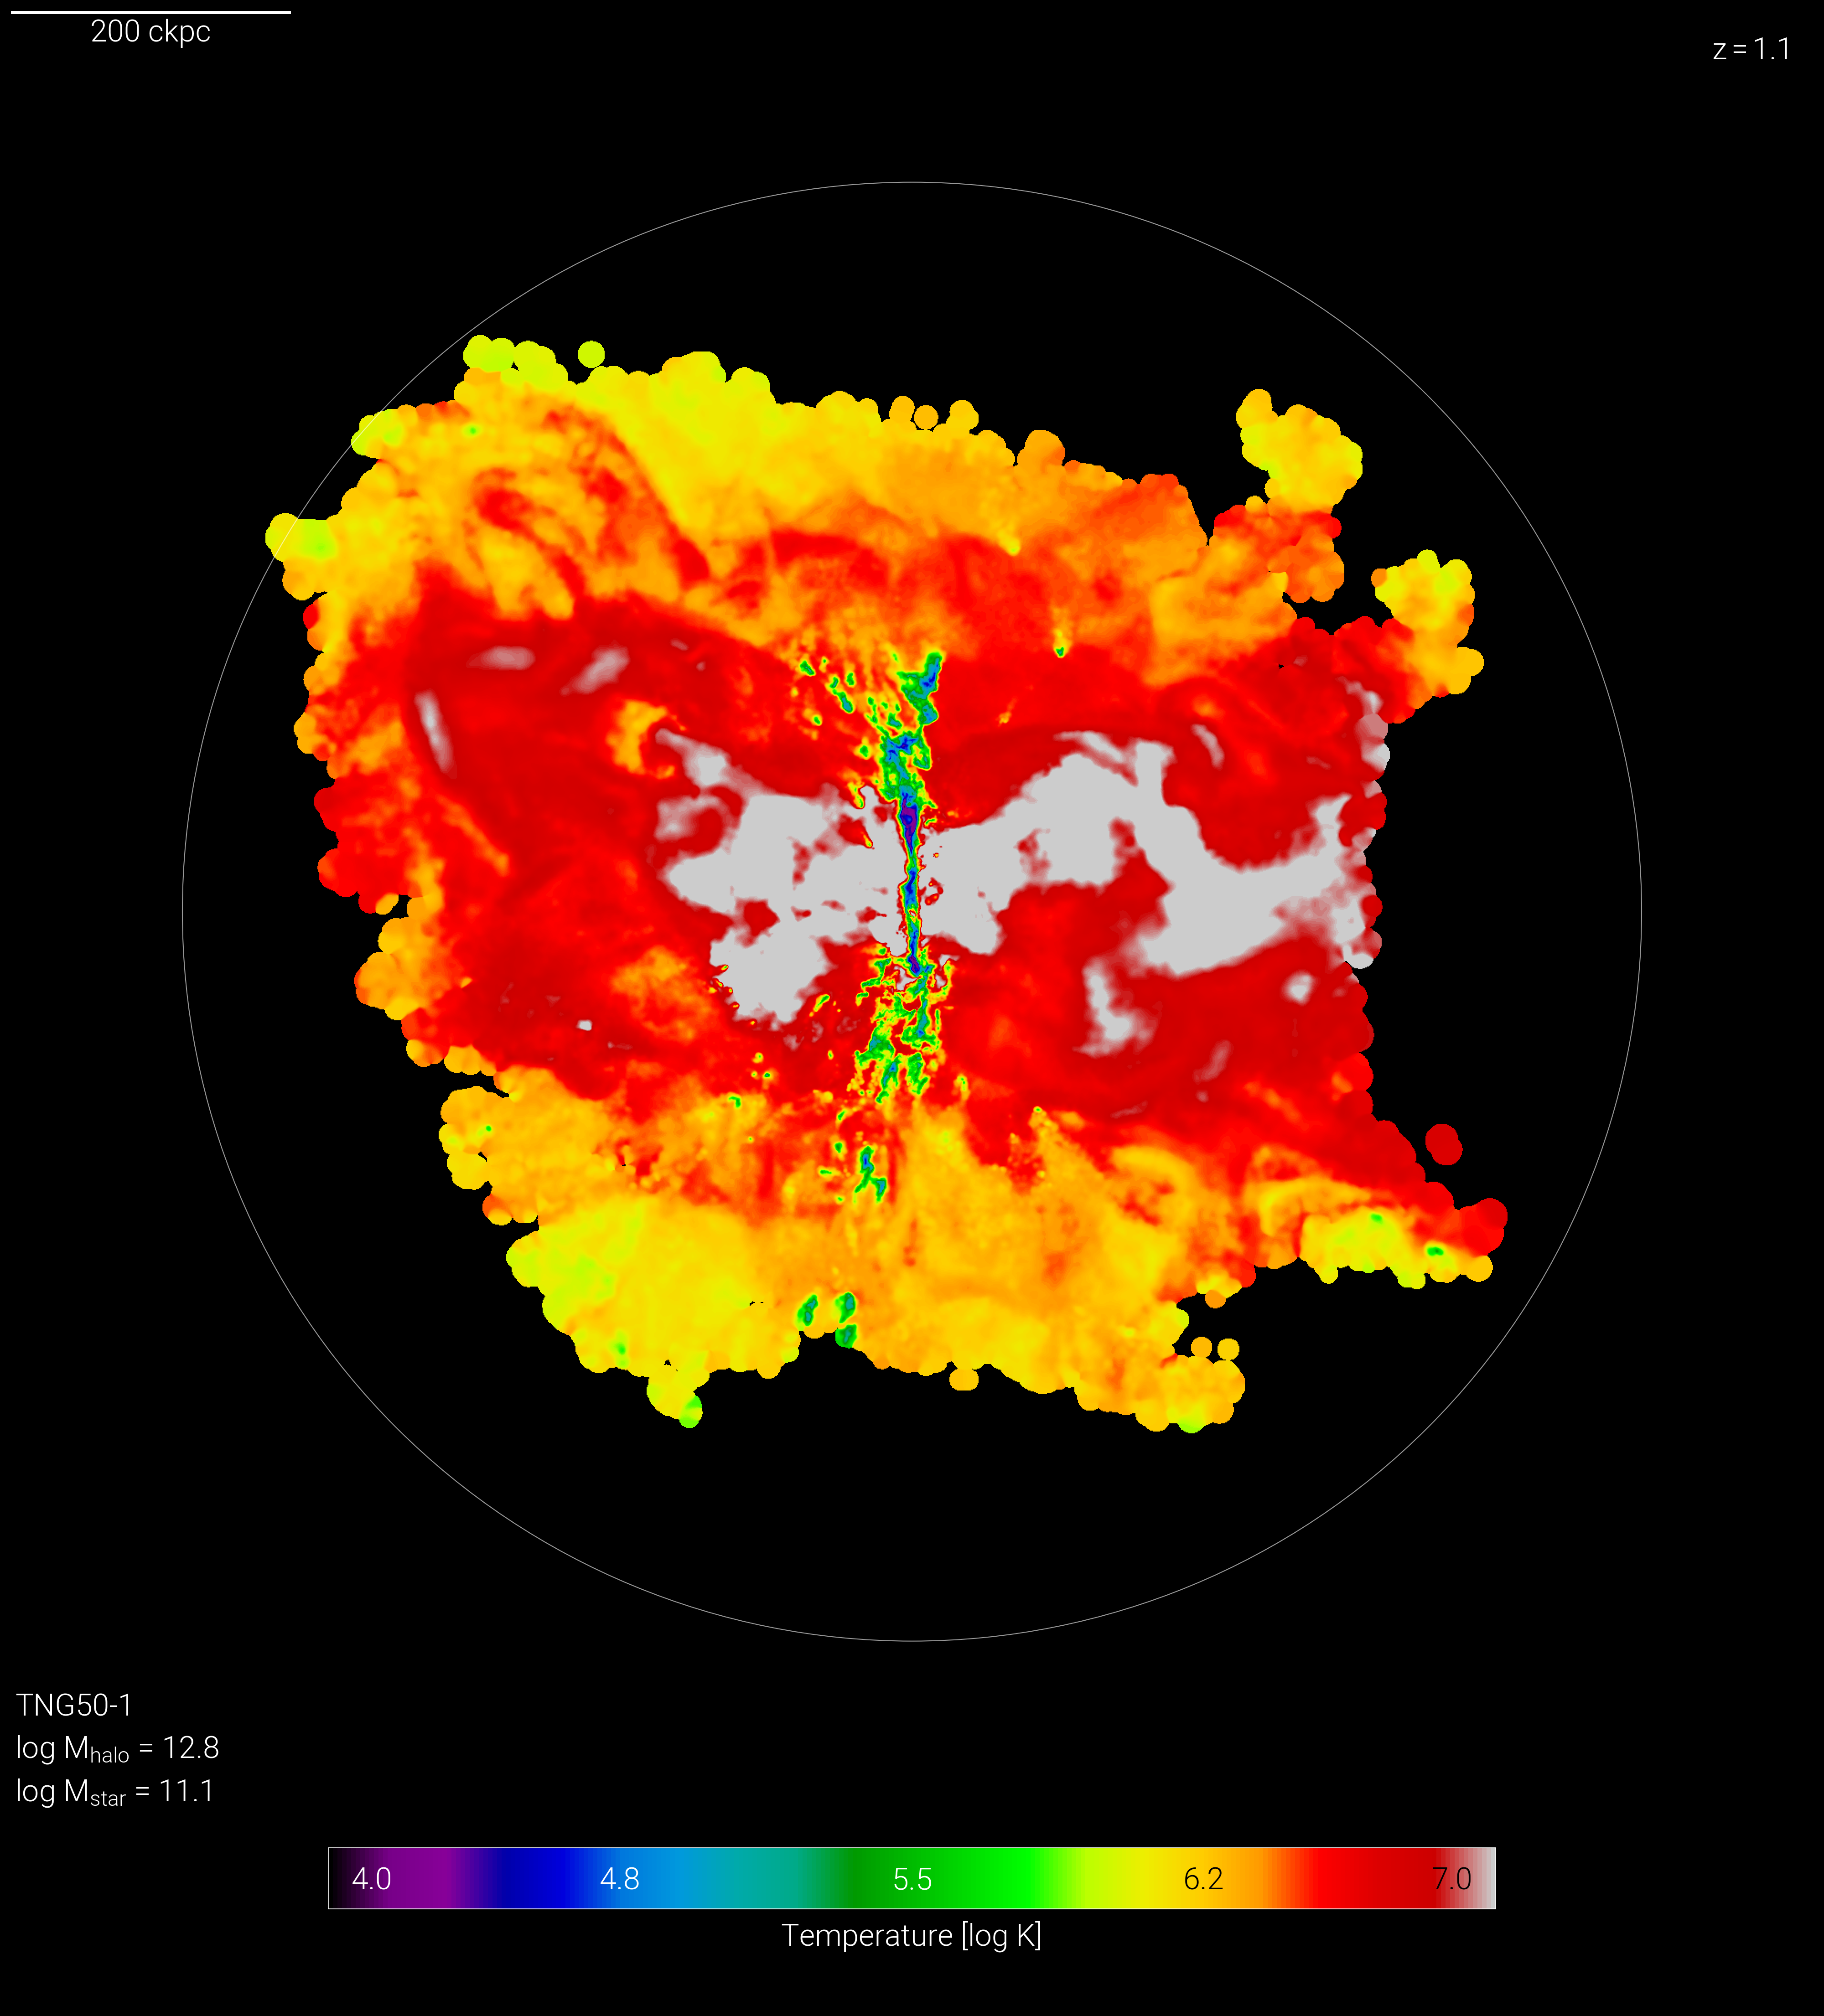 200 ckpc
z = 1.1
TNG50-1
log Mhalo = 12.8
log Mstar = 11.1
4.0 4.8 5.5 6.2 7.0
Temperature [log K]